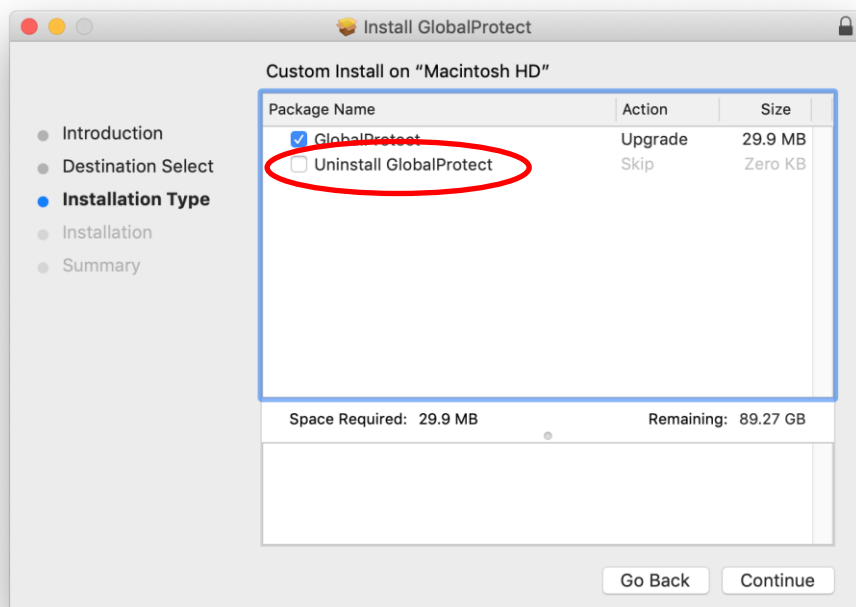 Install GlobalProtect
Custom Install on “Macintosh HD”
Introduction
Destination Select
Installation Type
Installation
Summary
Package Name Action Size
GlobalProtect Upgrade 29.9 MB
Uninstall GlobalProtect Skip Zero KB
Space Required: 29.9 MB Remaining: 89.27 GB
Go Back Continue